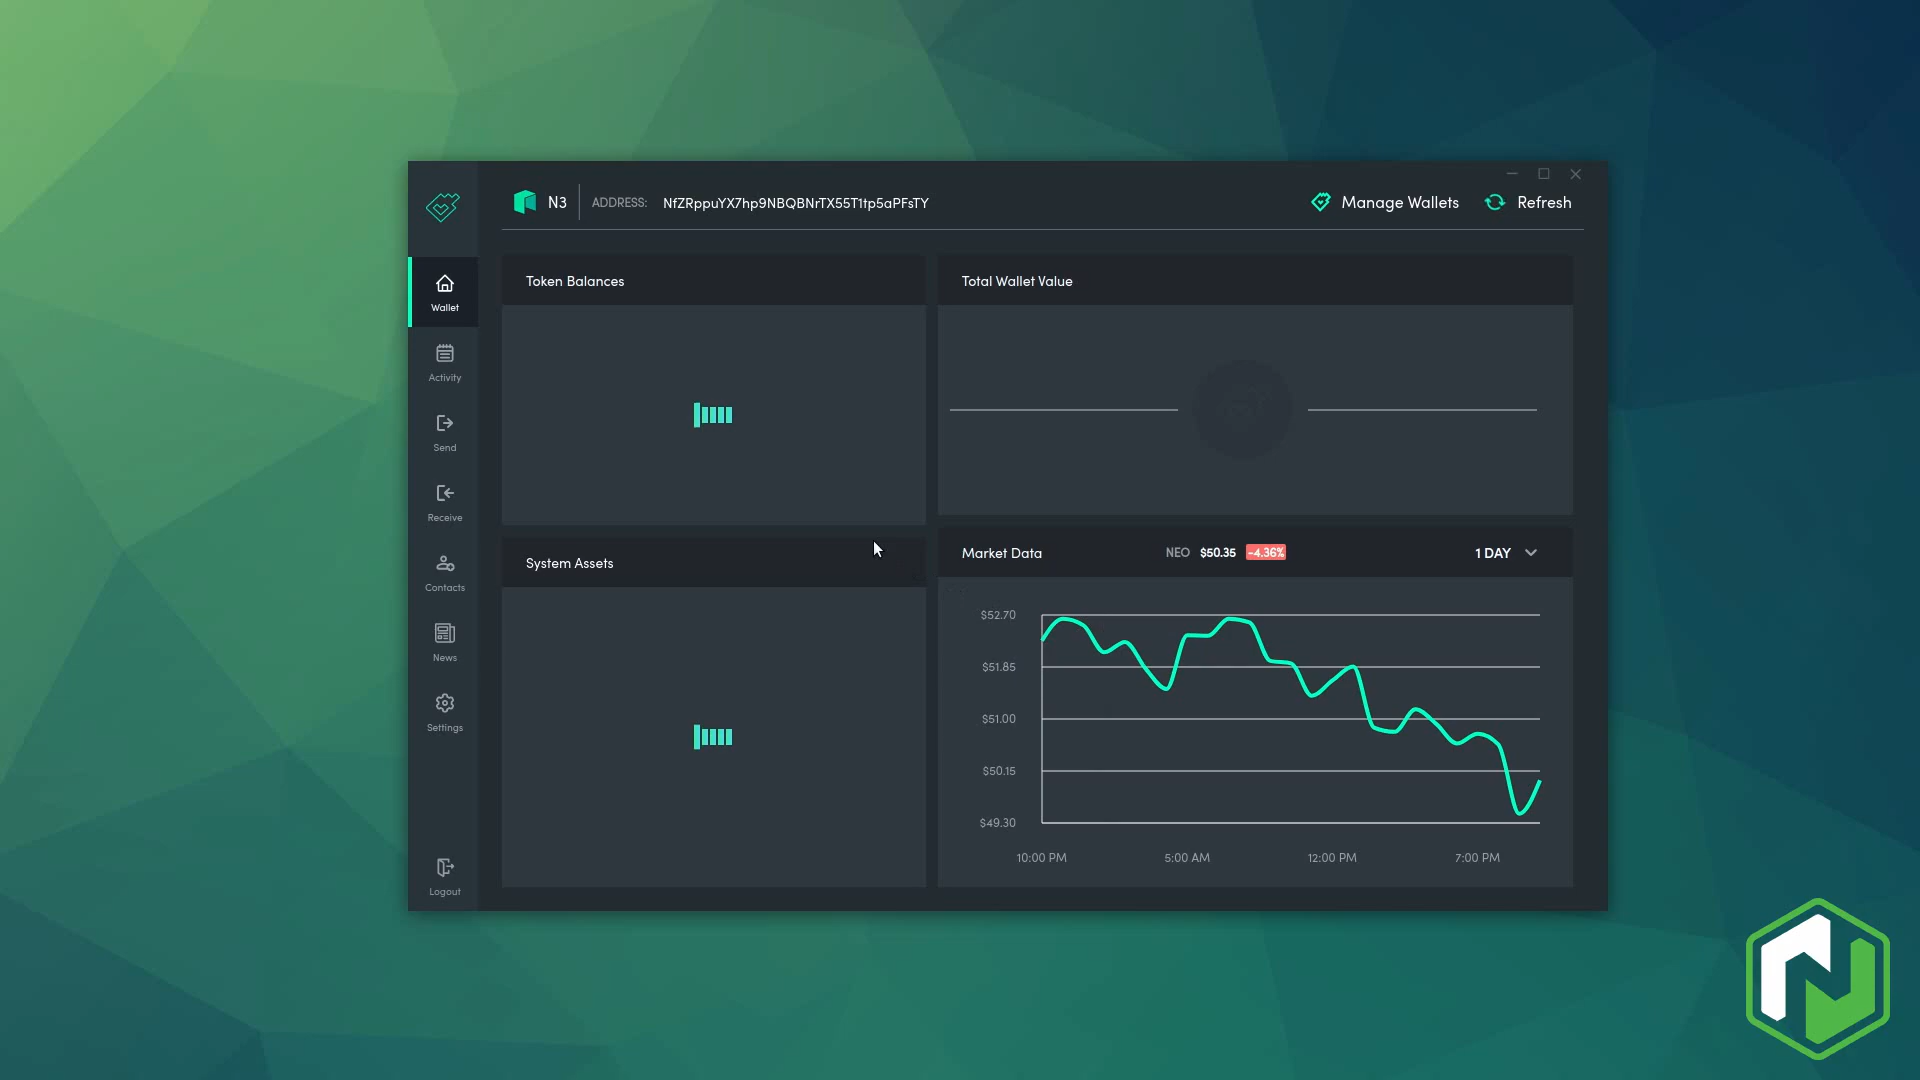 N3
ADDRESS: NfZRppuYX7hp9NBQBNrTX55T1tp5aPFsTY
Manage Wallets
Refresh
Wallet
Activity
Send
Receive
Contacts
News
Settings
Logout
Token Balances
Total Wallet Value
System Assets
Market Data
NEO $50.35 -4.36%
1 DAY
$52.70
$51.85
$51.00
$50.15
$49.30
10:00 PM
5:00 AM
12:00 PM
7:00 PM